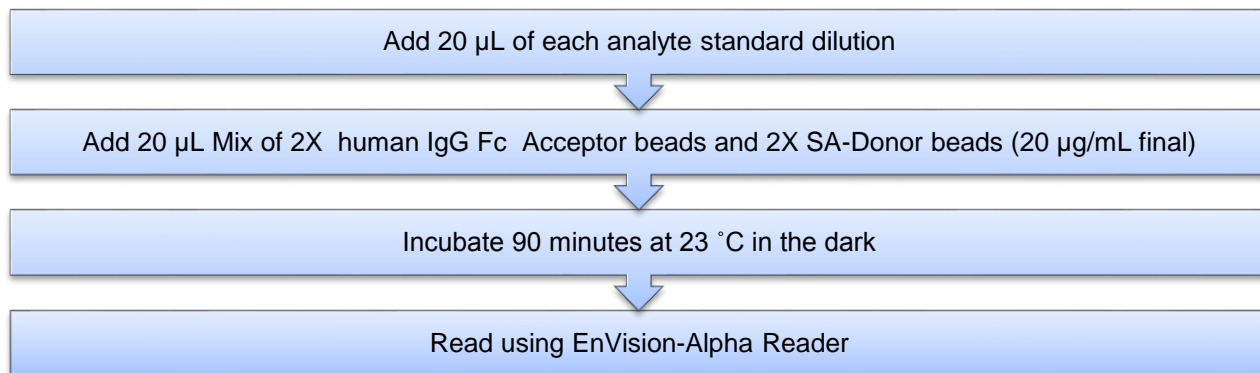 Add 20 µL of each analyte standard dilution
Add 20 µL Mix of 2X  human IgG Fc  Acceptor beads and 2X SA-Donor beads (20 µg/mL final)
Incubate 90 minutes at 23 ˚C in the dark
Read using EnVision-Alpha Reader